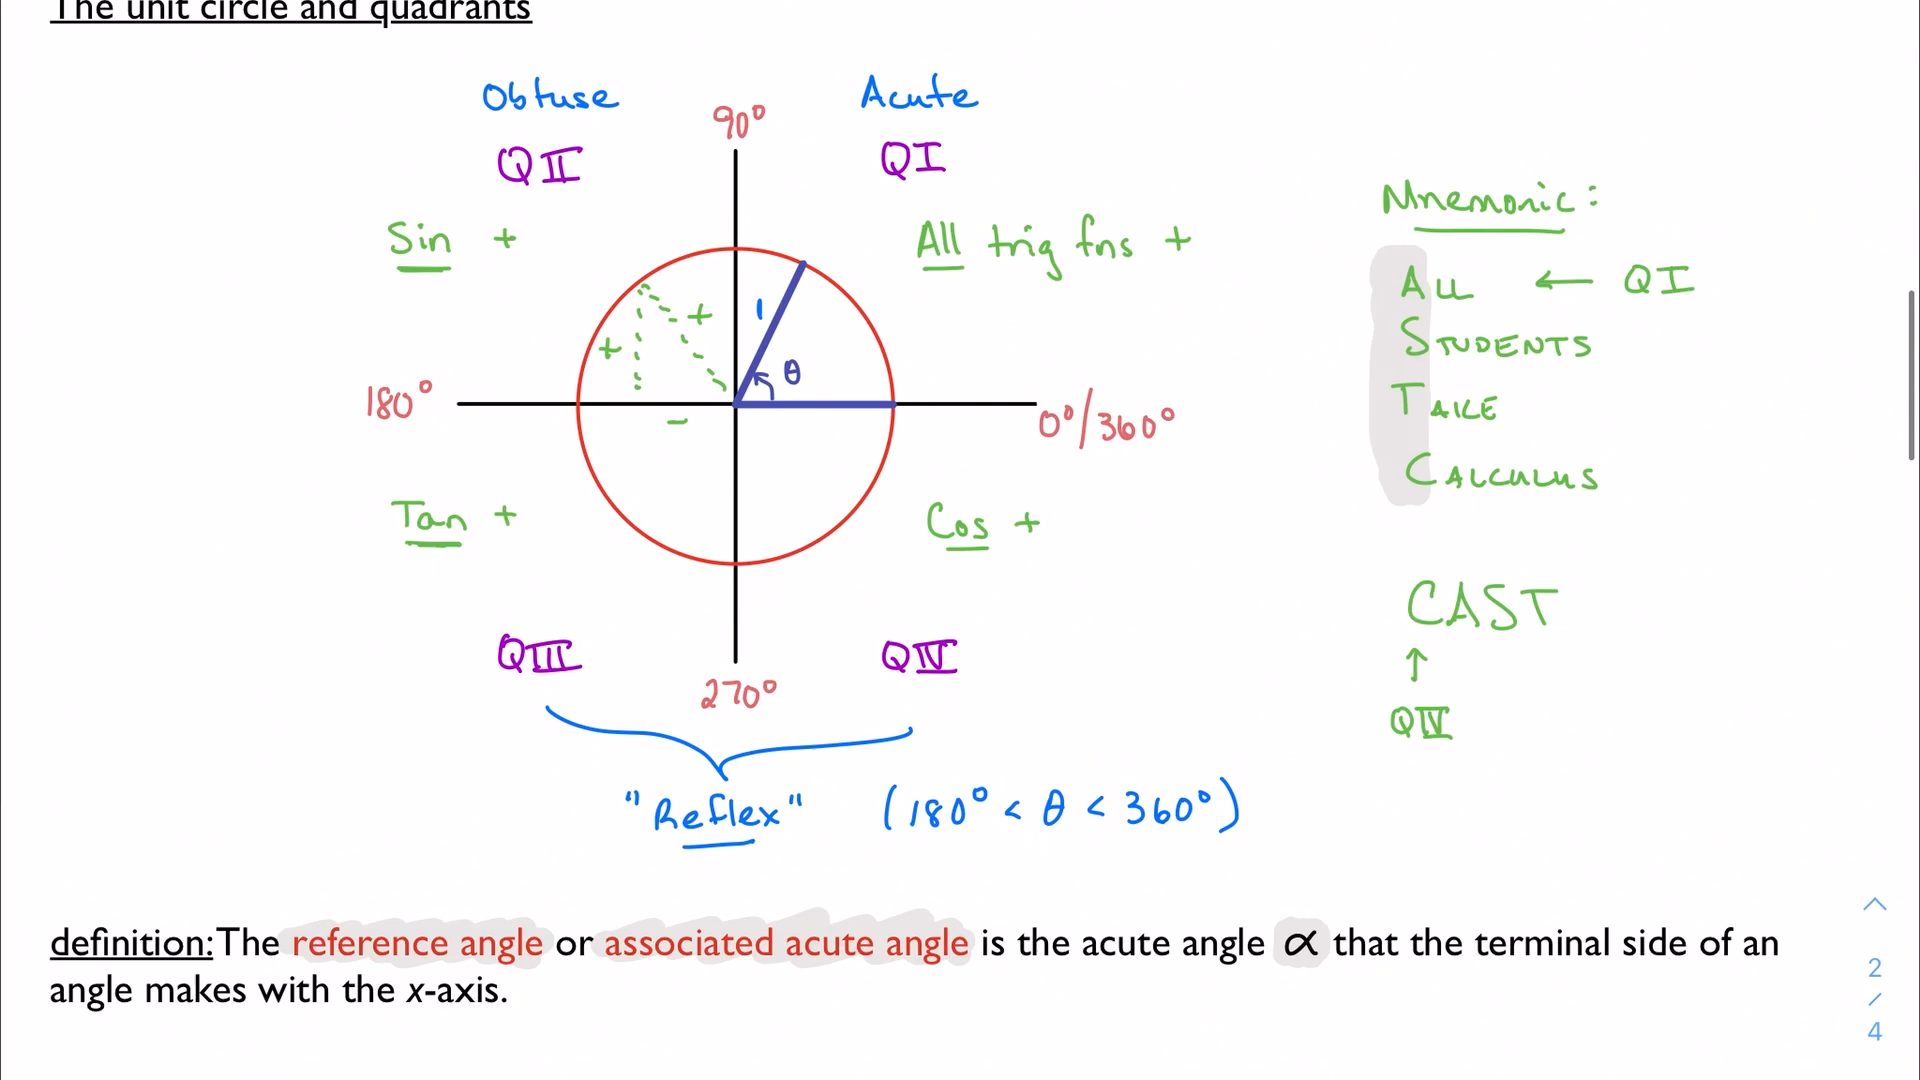 The unit circle and quadrants
Obtuse
Acute
90°
QII
QI
Mnemonic:
Sin +
All trig fns +
ALL ← QI
STUDENTS
TAKE
CALCULUS
+
+
1
θ
180°
-
0°/360°
Tan +
Cos +
CAST
↑
QIV
QIII
QIV
270°
"Reflex" (180° < θ < 360°)
definition: The reference angle or associated acute angle is the acute angle ∝ that the terminal side of an
angle makes with the x-axis.
2
/
4